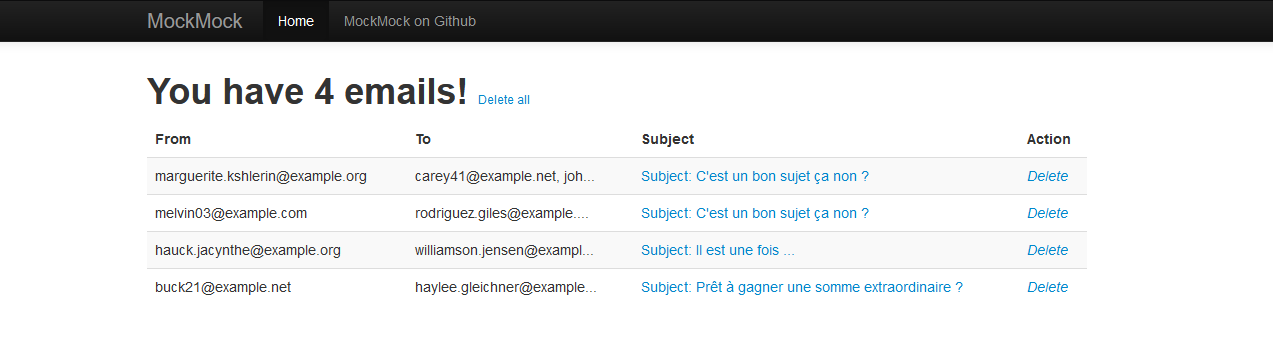 MockMock Home MockMock on Github
You have 4 emails! Delete all
From To Subject Action
marguerite.kshlerin@example.org carey41@example.net, joh... Subject: C'est un bon sujet ça non ? Delete
melvin03@example.com rodriguez.giles@example.... Subject: C'est un bon sujet ça non ? Delete
hauck.jacynthe@example.org williamson.jensen@exampl... Subject: Il est une fois ... Delete
buck21@example.net haylee.gleichner@example... Subject: Prêt à gagner une somme extraordinaire ? Delete